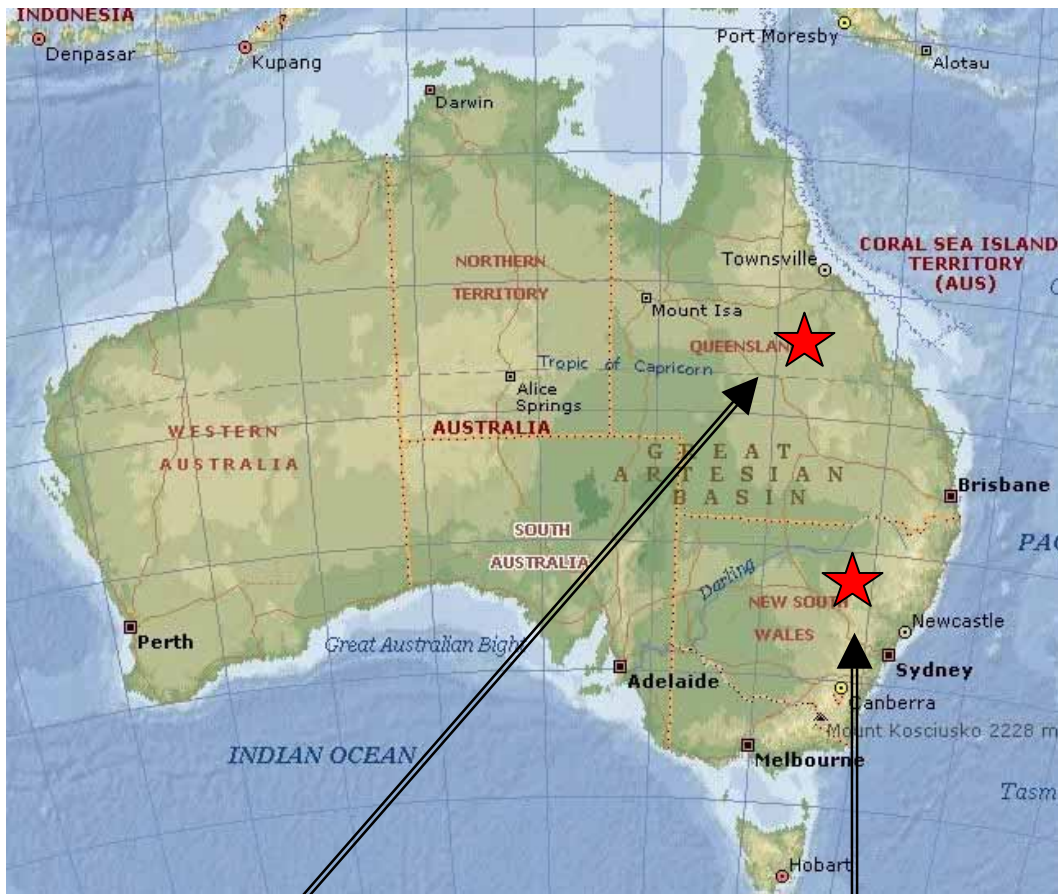 INDONESIA
Denpasar
Kupang
Port Moresby
Alotau
Darwin
CORAL SEA ISLAND
TERRITORY
(AUS)
Townsville
NORTHERN
TERRITORY
Mount Isa
QUEENSLAN
Tropic of Capricorn
Alice
Springs
AUSTRALIA
WESTERN
AUSTRALIA
GREAT
ARTESIAN
BASIN
Brisbane
SOUTH
AUSTRALIA
PAC
Darling
NEW SOUTH
WALES
Newcastle
Perth
Great Australian Bight
Adelaide
Sydney
Canberra
Mount Kosciusko 2228 m
INDIAN OCEAN
Melbourne
Tasm
Hobart